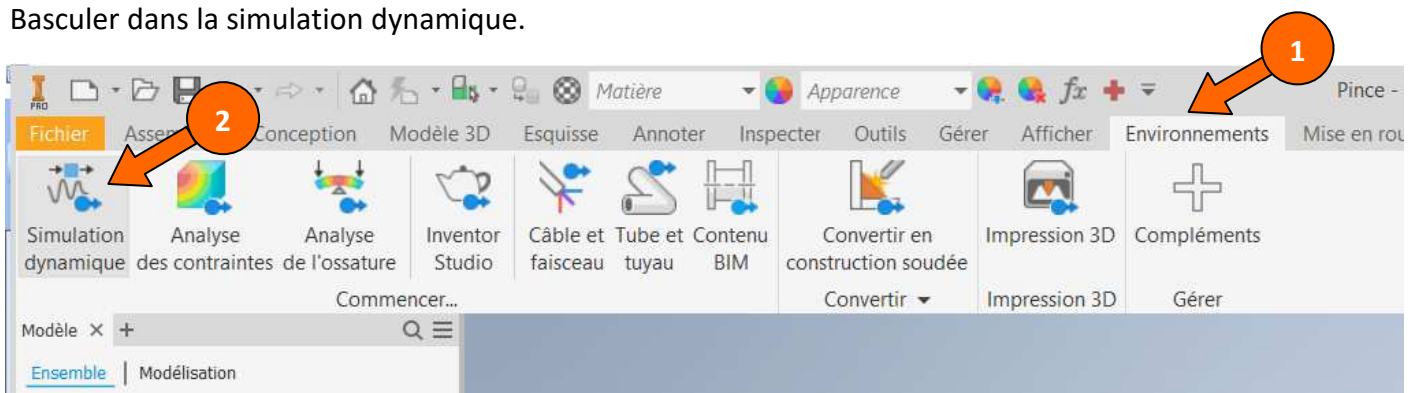 Basculer dans la simulation dynamique.
1
PRO
Matière
Apparence
fx
Pince -
2
Fichier
Conception
Modèle 3D
Esquisse
Annoter
Inspecter
Outils
Gérer
Afficher
Environnements
Mise en rou
Simulation dynamique
Analyse des contraintes
Analyse de l'ossature
Inventor Studio
Câble et faisceau
Tube et tuyau
Contenu BIM
Convertir en construction soudée
Impression 3D
Compléments
Commencer...
Convertir
Impression 3D
Gérer
Modèle
Ensemble | Modélisation